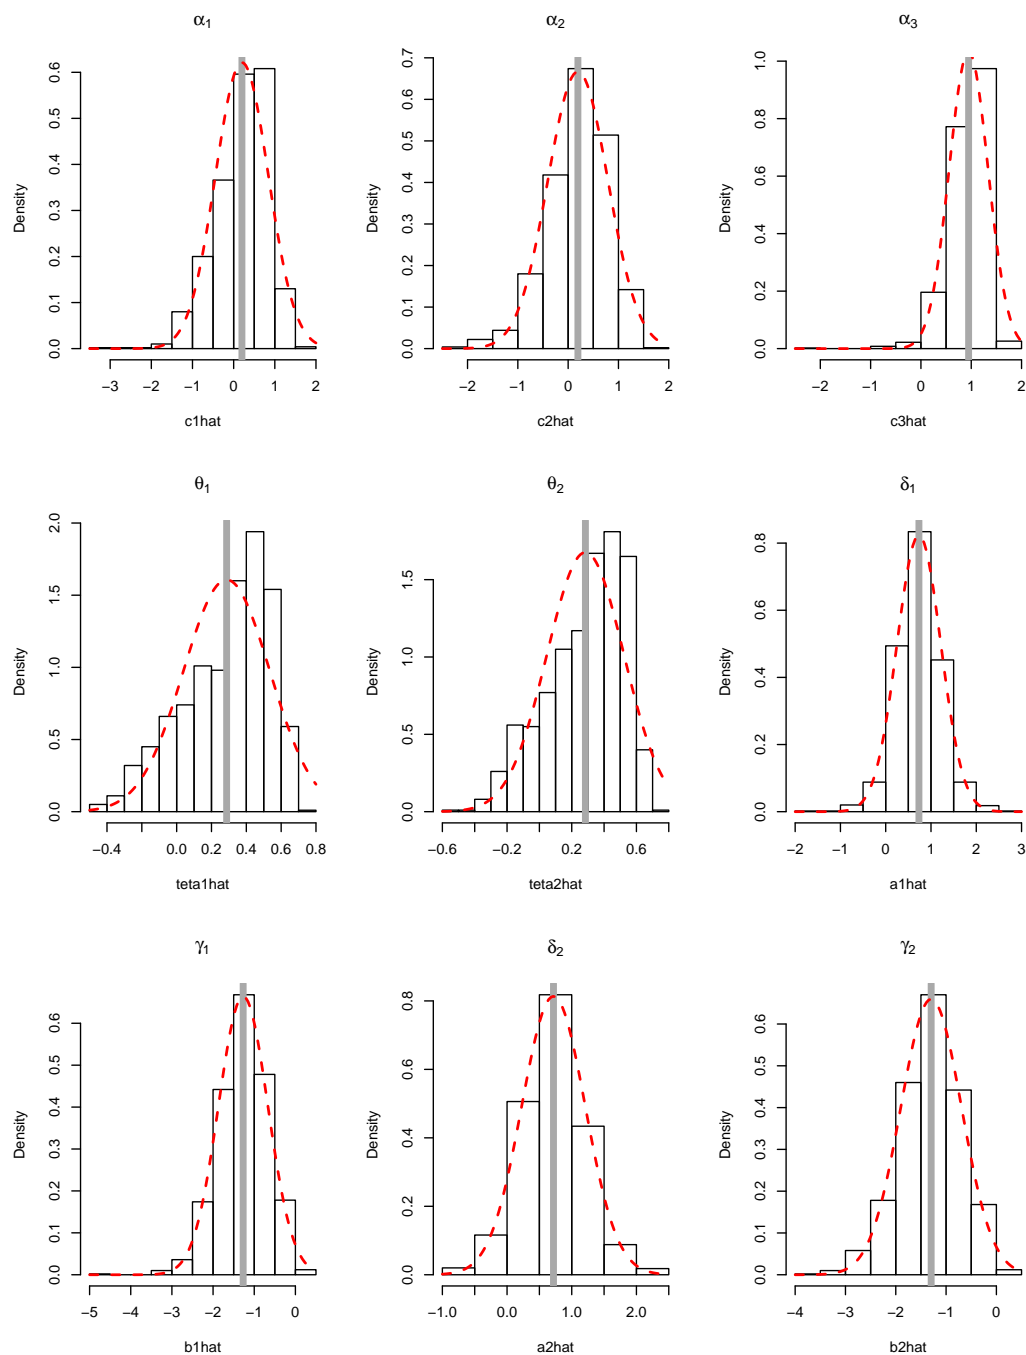 α1
Density
0.0 0.1 0.2 0.3 0.4 0.5 0.6
−3 −2 −1 0 1 2
c1hat
α2
Density
0.0 0.1 0.2 0.3 0.4 0.5 0.6 0.7
−2 −1 0 1 2
c2hat
α3
Density
0.0 0.2 0.4 0.6 0.8 1.0
−2 −1 0 1 2
c3hat
θ1
Density
0.0 0.5 1.0 1.5 2.0
−0.4 0.0 0.2 0.4 0.6 0.8
teta1hat
θ2
Density
0.0 0.5 1.0 1.5
−0.6 −0.2 0.2 0.6
teta2hat
δ1
Density
0.0 0.2 0.4 0.6 0.8
−2 −1 0 1 2 3
a1hat
γ1
Density
0.0 0.1 0.2 0.3 0.4 0.5 0.6
−5 −4 −3 −2 −1 0
b1hat
δ2
Density
0.0 0.2 0.4 0.6 0.8
−1.0 0.0 1.0 2.0
a2hat
γ2
Density
0.0 0.1 0.2 0.3 0.4 0.5 0.6
−4 −3 −2 −1 0
b2hat